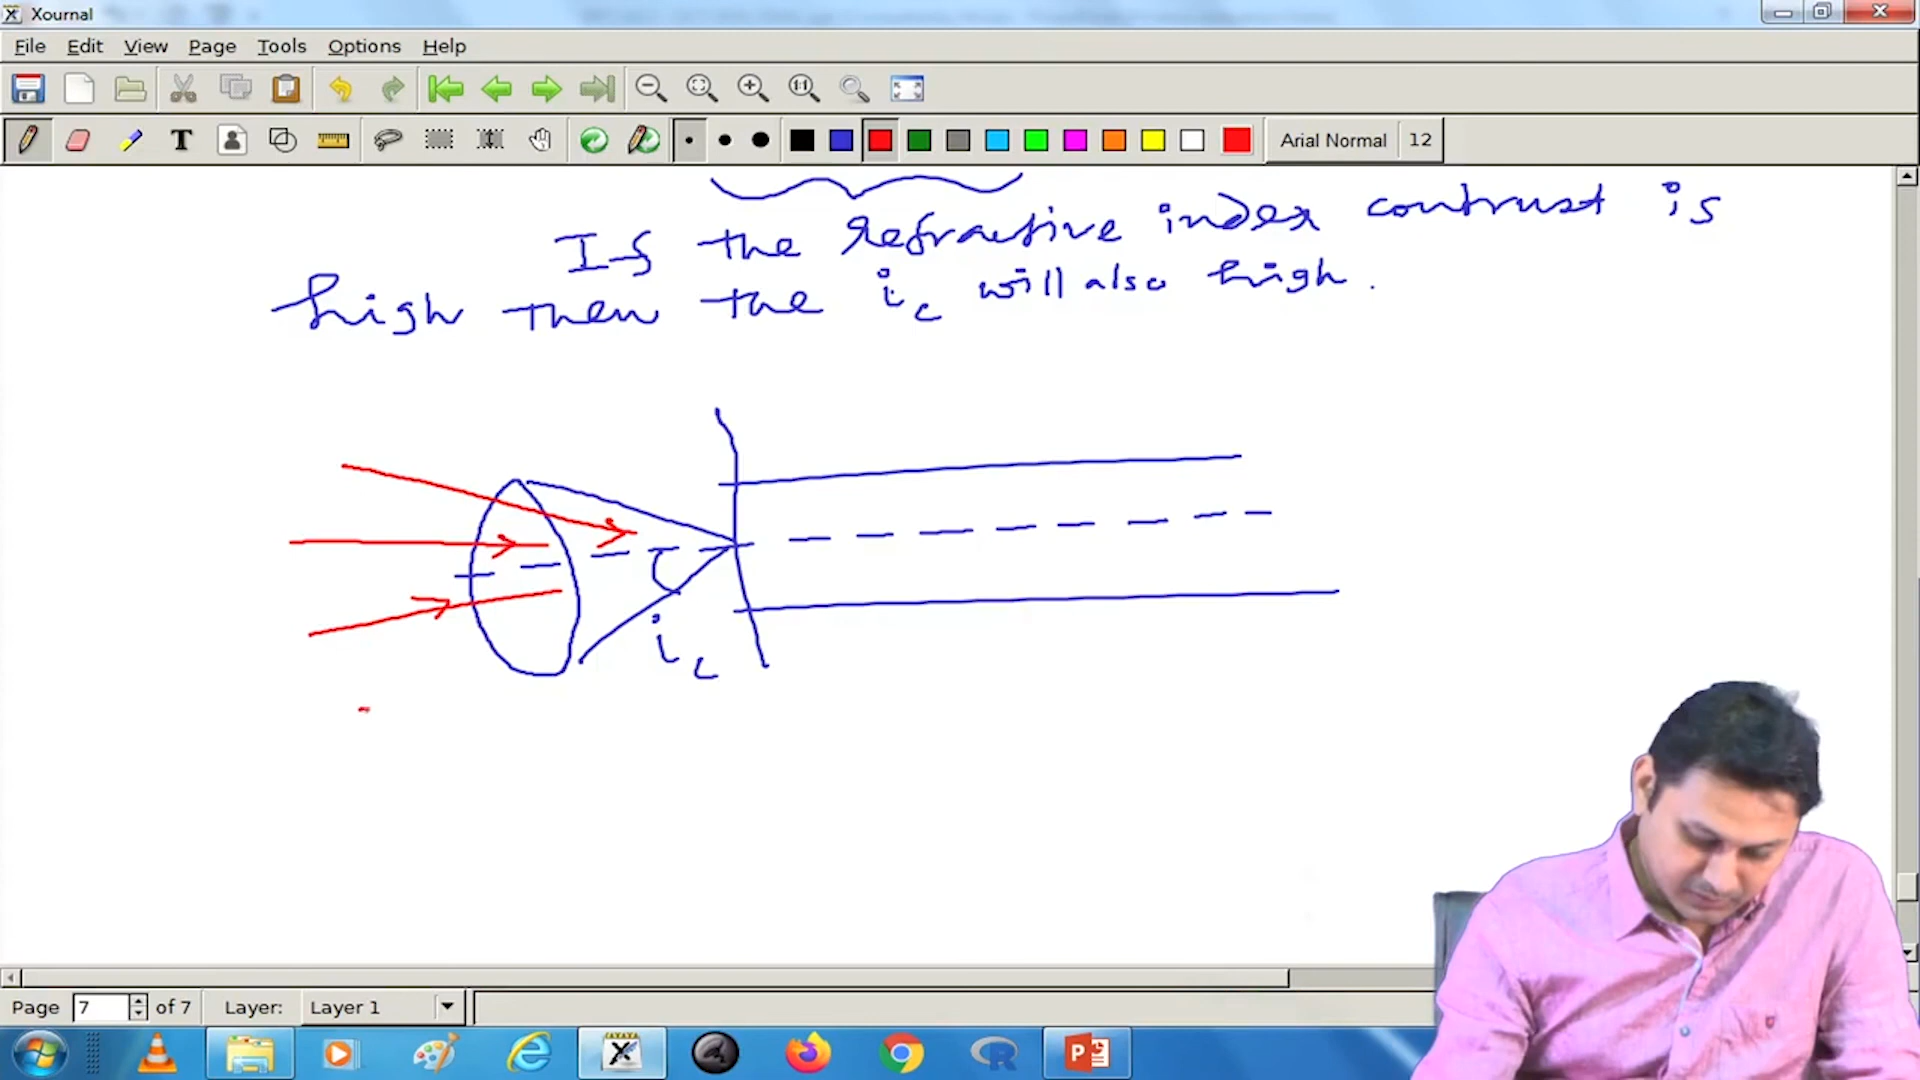 Xournal
File Edit View Page Tools Options Help
T Arial Normal 12
If the refractive index contrust is
high then the ic will also high.
ic
Page 7 of 7 Layer: Layer 1